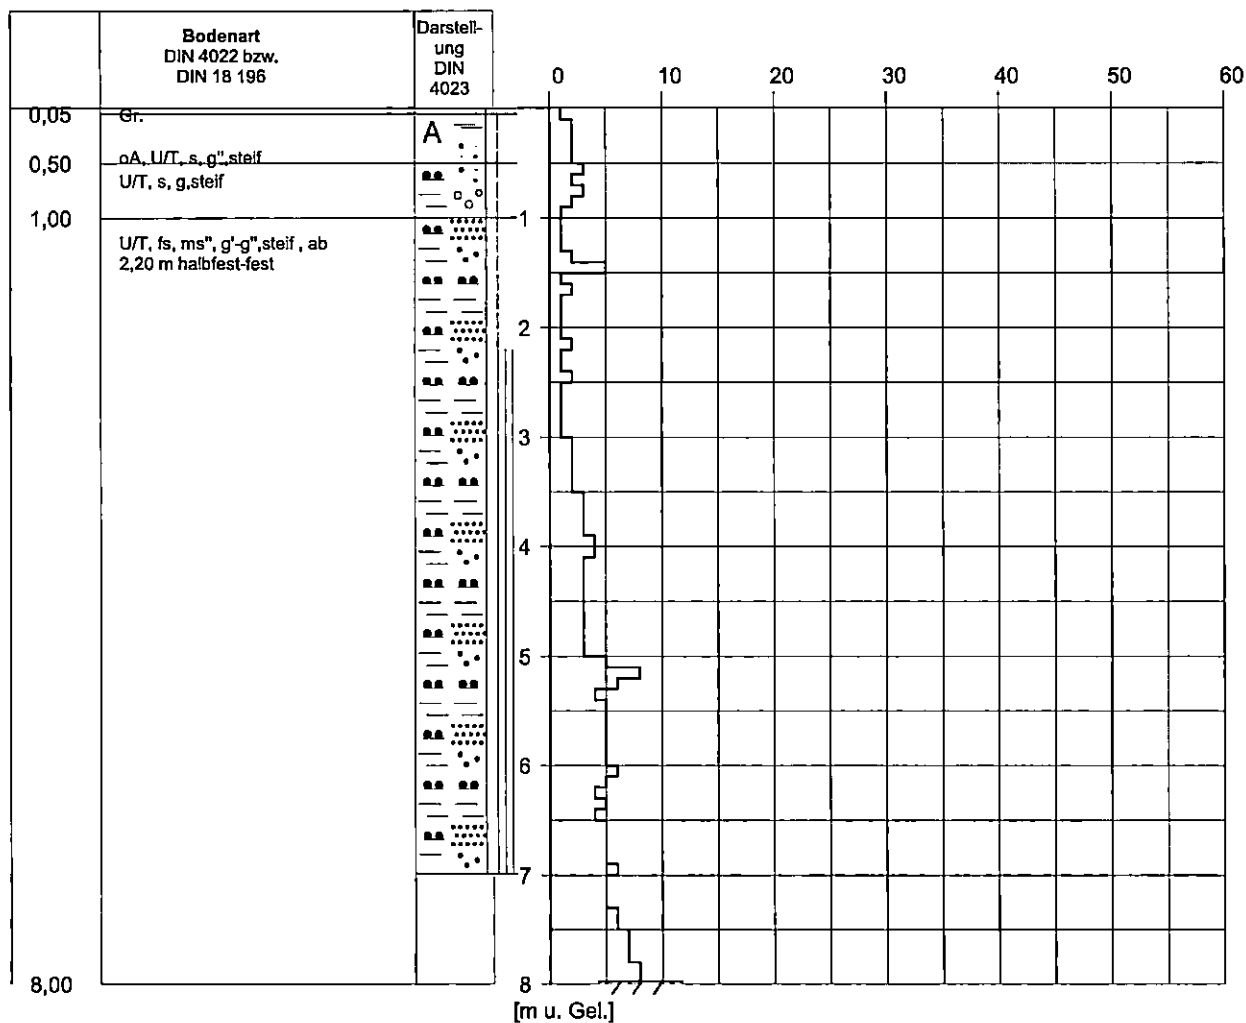 Bodenart
DIN 4022 bzw.
DIN 18 196
Darstell-
ung
DIN
4023
0 10 20 30 40 50 60
0,05 Gr.
A
oA, U/T, s, g",steif
0,50
U/T, s, g,steif
1,00
1
U/T, fs, ms", g'-g",steif , ab
2,20 m halbfest-fest
2
3
4
5
6
7
8,00
8
[m u. Gel.]